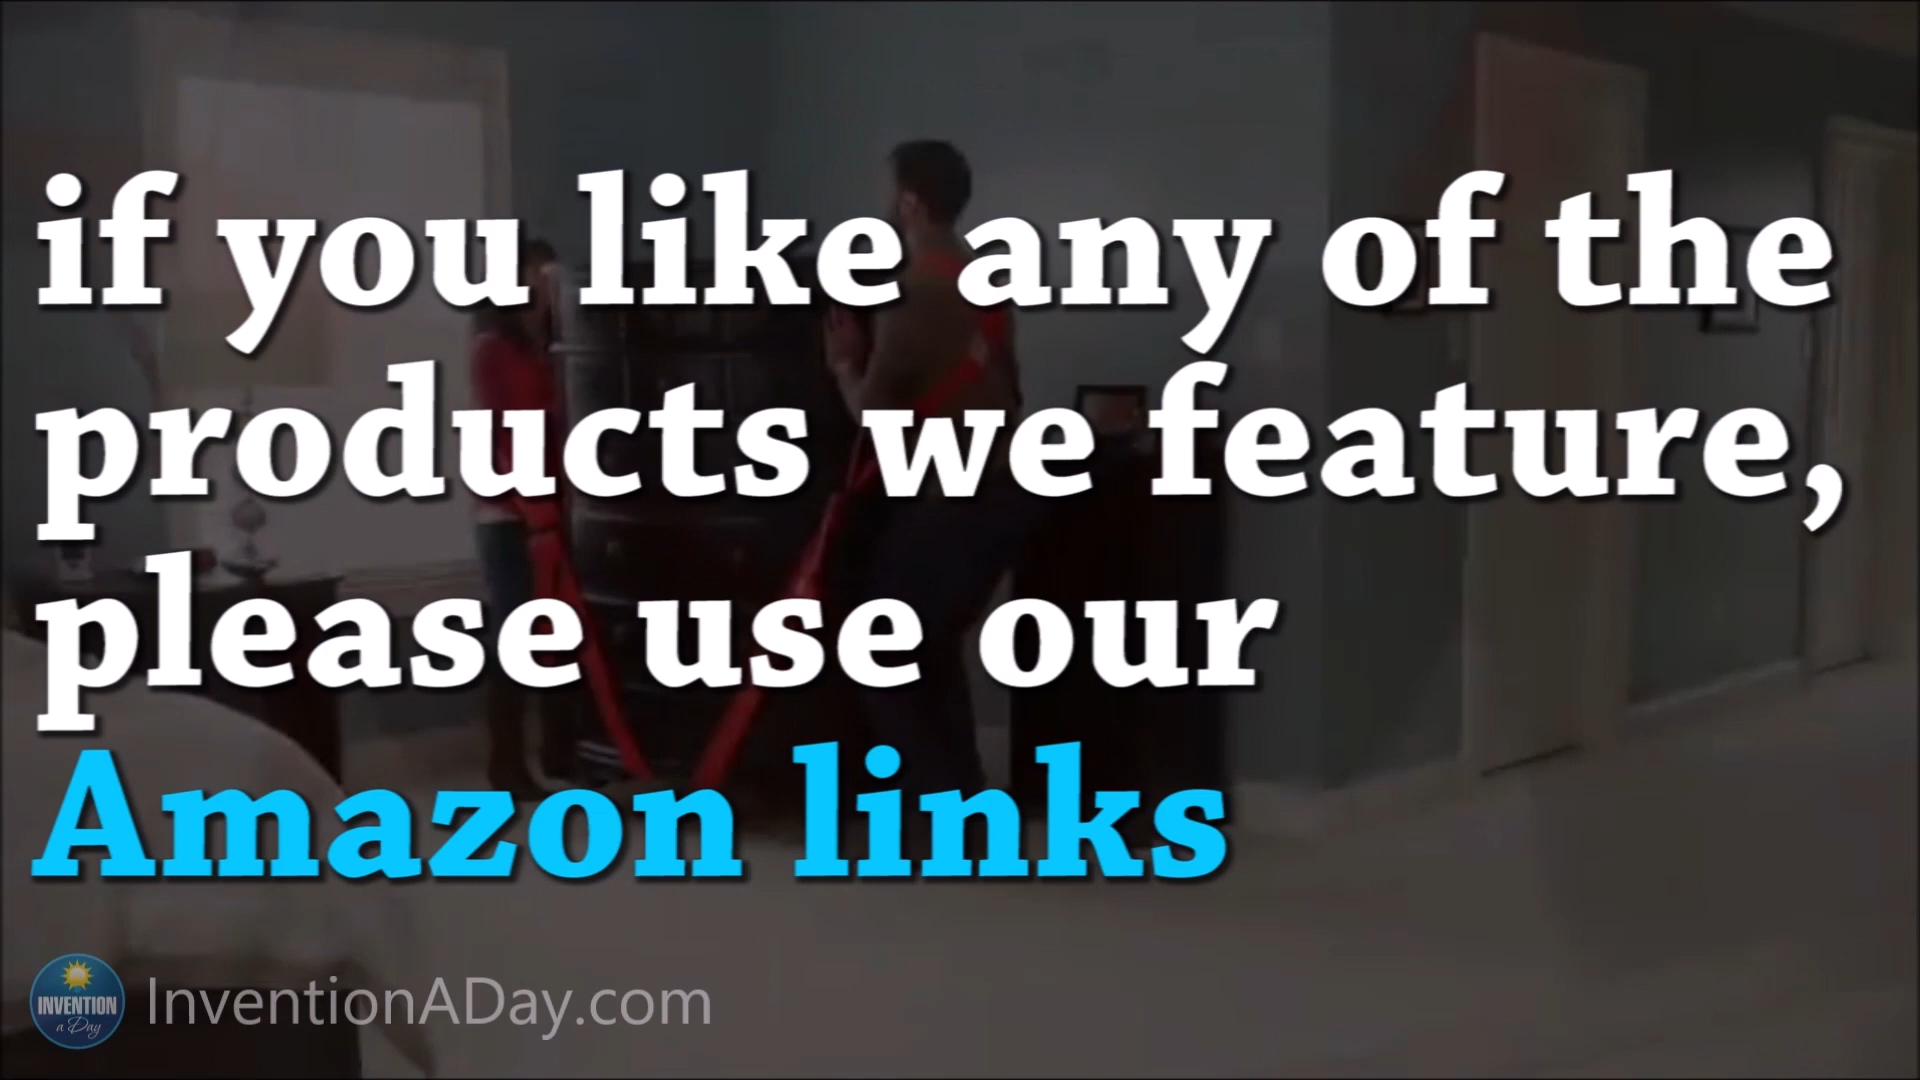 if you like any of the
products we feature,
please use our
Amazon links
INVENTION
a Day
InventionADay.com